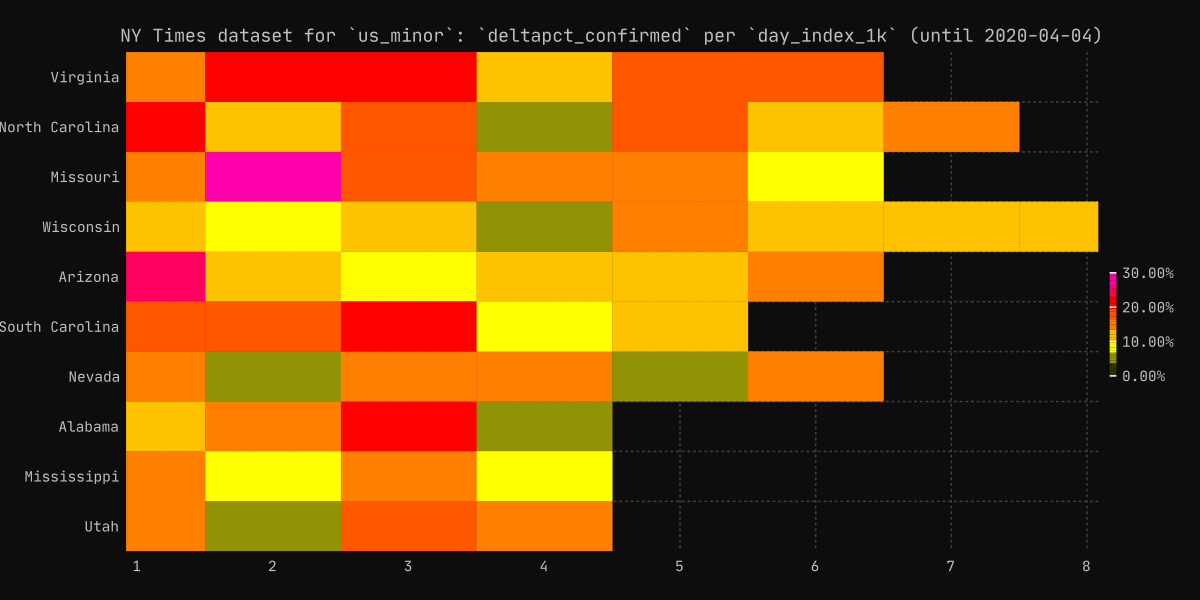 NY Times dataset for `us_minor`: `deltapct_confirmed` per `day_index_1k` (until 2020-04-04)
Virginia
North Carolina
Missouri
Wisconsin
Arizona
South Carolina
Nevada
Alabama
Mississippi
Utah
30.00%
20.00%
10.00%
0.00%
1 2 3 4 5 6 7 8